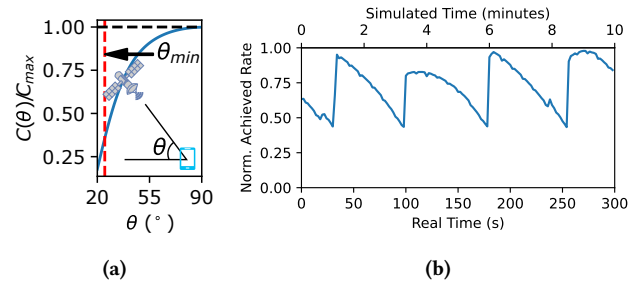 1.00
0.75
0.50
0.25
C(θ)/C_max
θ_min
θ
20 55 90
θ (°)
(a)
Simulated Time (minutes)
0 2 4 6 8 10
1.00
0.75
0.50
0.25
0.00
Norm. Achieved Rate
0 50 100 150 200 250 300
Real Time (s)
(b)